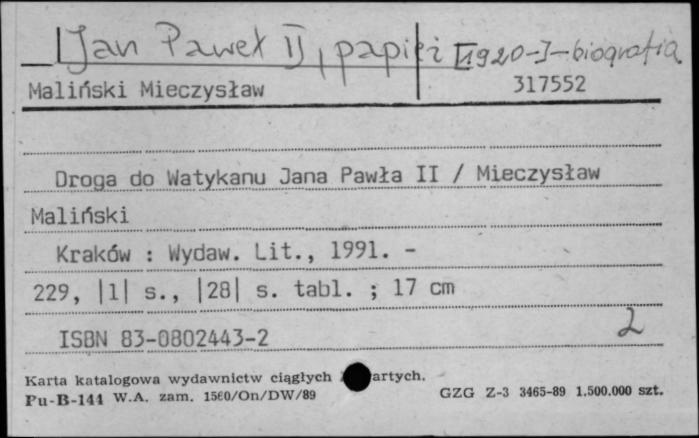 Jan Paweł II, papież [1920-]-biografia
Maliński Mieczysław 317552
Droga do Watykanu Jana Pawła II / Mieczysław
Maliński
Kraków : Wydaw. Lit., 1991. -
229, |1| s., |28| s. tabl. ; 17 cm
ISBN 83-0802443-2 2
Karta katalogowa wydawnictw ciągłych artych.
Pu-B-144 W.A. zam. 1560/On/DW/89 GZG Z-3 3465-89 1.500.000 szt.